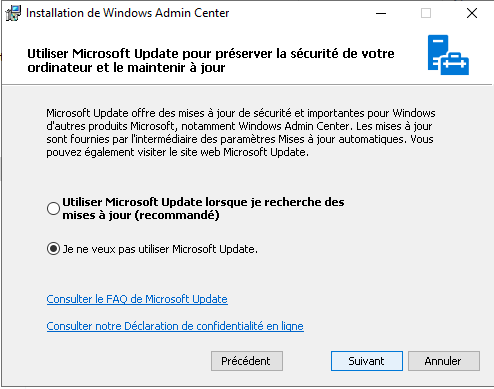 Installation de Windows Admin Center
Utiliser Microsoft Update pour préserver la sécurité de votre
ordinateur et le maintenir à jour
Microsoft Update offre des mises à jour de sécurité et importantes pour Windows
d'autres produits Microsoft, notamment Windows Admin Center. Les mises à jour
sont fournies par l'intermédiaire des paramètres Mises à jour automatiques. Vous
pouvez également visiter le site web Microsoft Update.
Utiliser Microsoft Update lorsque je recherche des
mises à jour (recommandé)
Je ne veux pas utiliser Microsoft Update.
Consulter le FAQ de Microsoft Update
Consulter notre Déclaration de confidentialité en ligne
Précédent Suivant Annuler